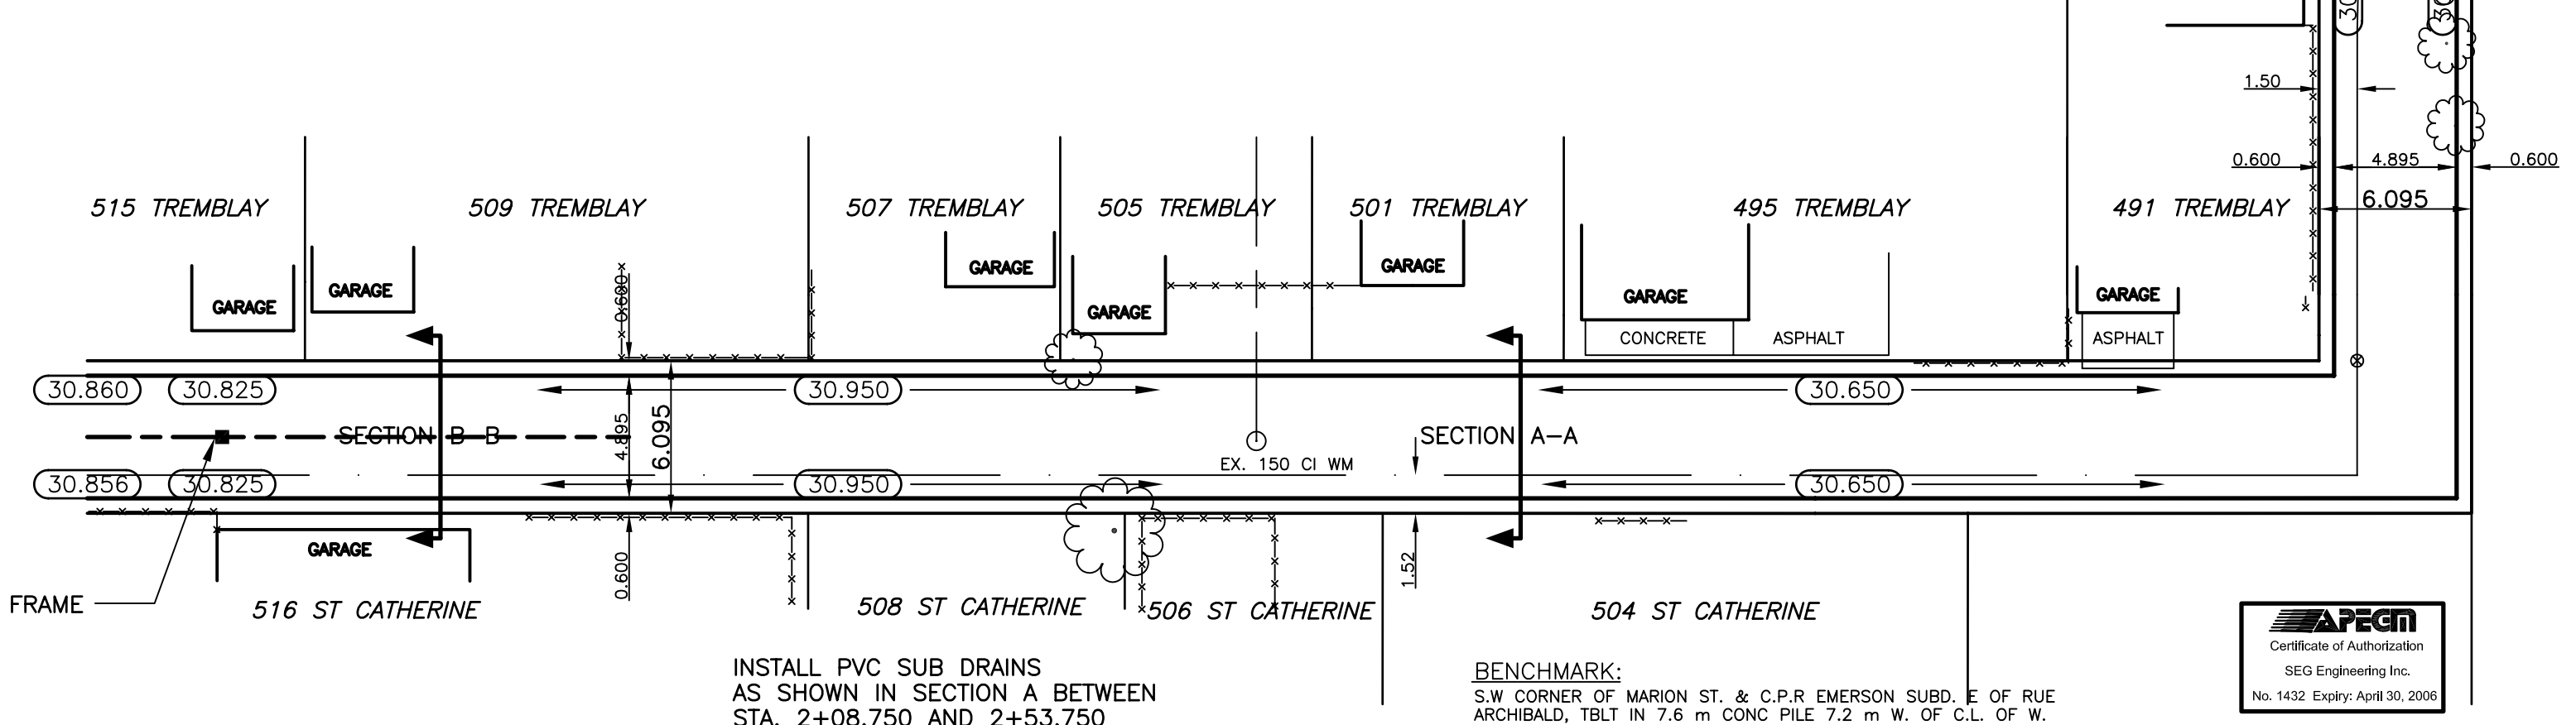 1.50
0.600 4.895 0.600
6.095
515 TREMBLAY
509 TREMBLAY
507 TREMBLAY
505 TREMBLAY
501 TREMBLAY
495 TREMBLAY
491 TREMBLAY
GARAGE
GARAGE
GARAGE
GARAGE
GARAGE
GARAGE
GARAGE
0.600
CONCRETE
ASPHALT
ASPHALT
30.860
30.825
30.950
30.650
SECTION B-B
4.895
6.095
SECTION A-A
EX. 150 CI WM
30.856
30.825
30.950
30.650
GARAGE
0.600
1.52
FRAME
516 ST CATHERINE
508 ST CATHERINE
506 ST CATHERINE
504 ST CATHERINE
INSTALL PVC SUB DRAINS
AS SHOWN IN SECTION A BETWEEN
STA. 2+08.750 AND 2+53.750
BENCHMARK:
S.W CORNER OF MARION ST. & C.P.R EMERSON SUBD. E OF RUE
ARCHIBALD, TBLT IN 7.6 m CONC PILE 7.2 m W. OF C.L. OF W.
APEGM
Certificate of Authorization
SEG Engineering Inc.
No. 1432 Expiry: April 30, 2006